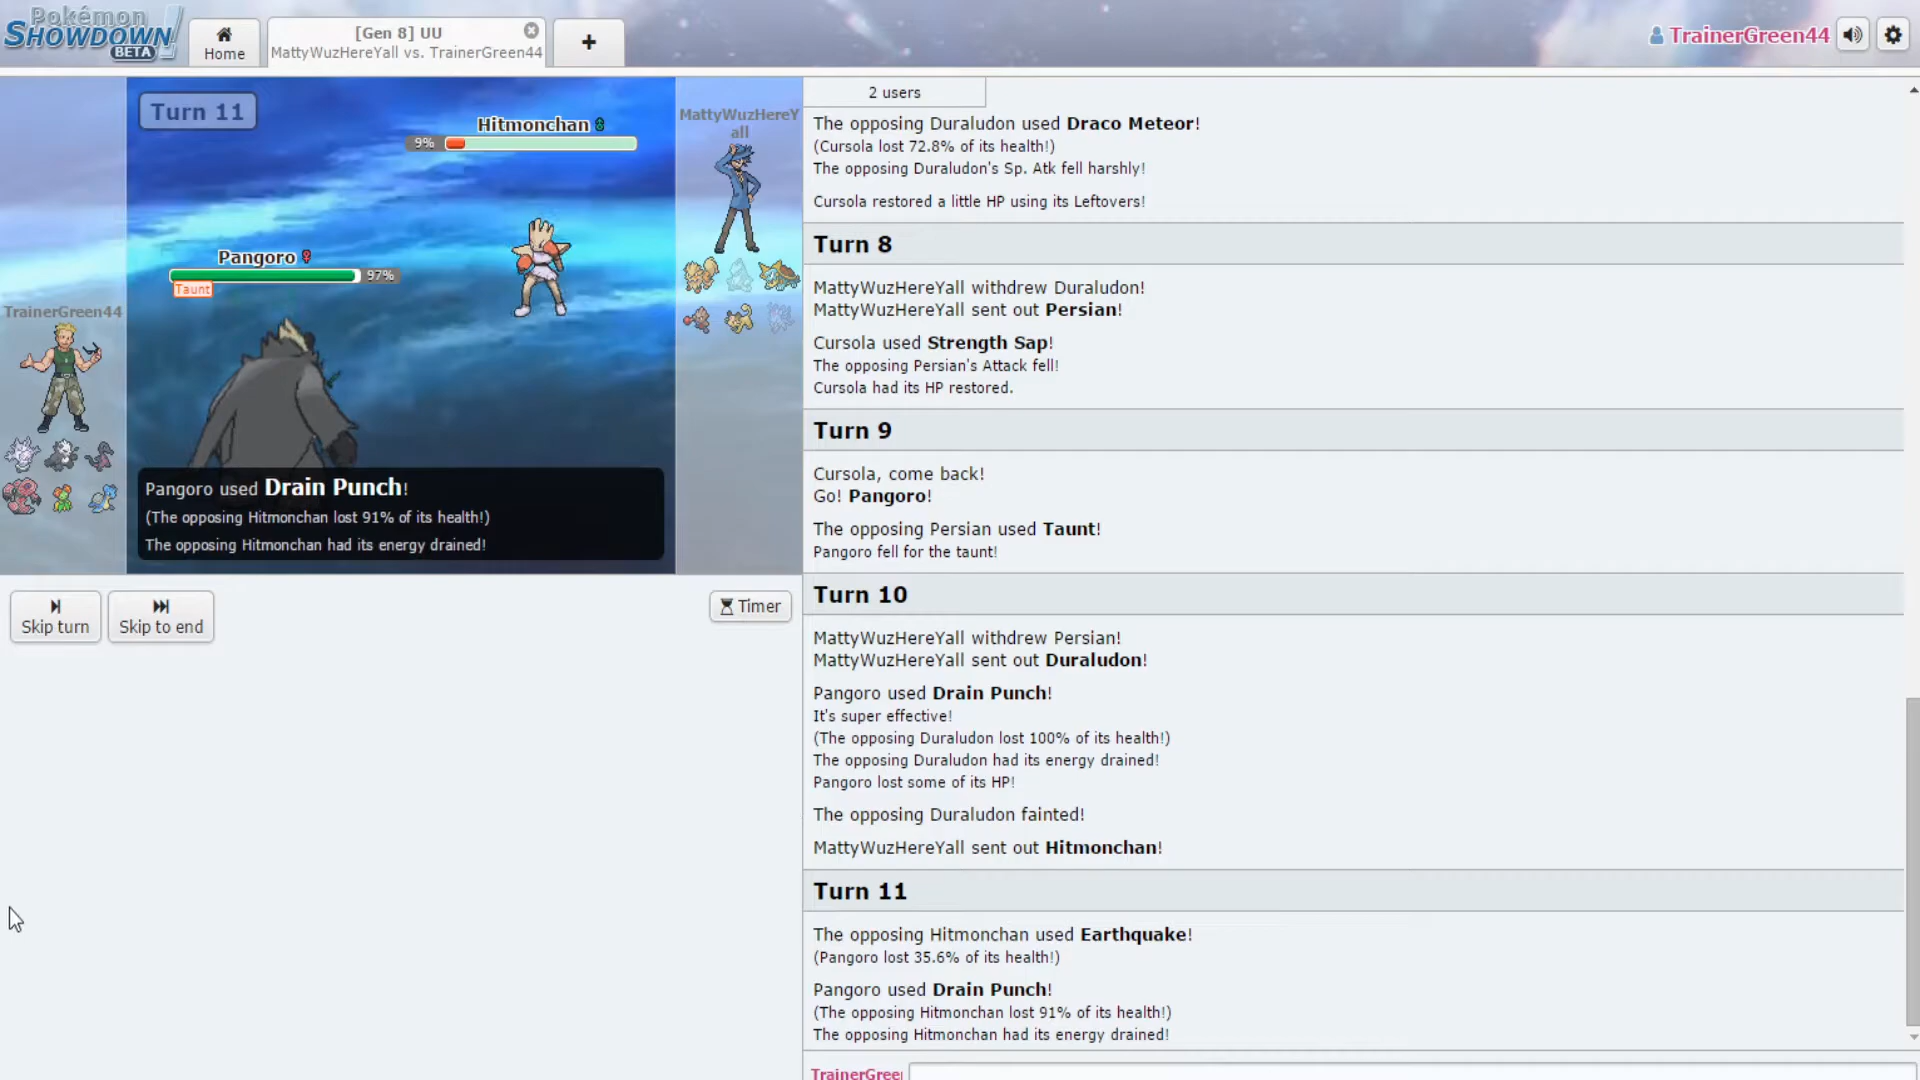 Pokémon
SHOWDOWN
BETA
Home
[Gen 8] UU
MattyWuzHereYall vs. TrainerGreen44
+
TrainerGreen44
Turn 11
Hitmonchan
9%
Pangoro
97%
Taunt
MattyWuzHereY
all
TrainerGreen44
Pangoro used Drain Punch!
(The opposing Hitmonchan lost 91% of its health!)
The opposing Hitmonchan had its energy drained!
Skip turn
Skip to end
Timer
2 users
The opposing Duraludon used Draco Meteor!
(Cursola lost 72.8% of its health!)
The opposing Duraludon's Sp. Atk fell harshly!
Cursola restored a little HP using its Leftovers!
Turn 8
MattyWuzHereYall withdrew Duraludon!
MattyWuzHereYall sent out Persian!
Cursola used Strength Sap!
The opposing Persian's Attack fell!
Cursola had its HP restored.
Turn 9
Cursola, come back!
Go! Pangoro!
The opposing Persian used Taunt!
Pangoro fell for the taunt!
Turn 10
MattyWuzHereYall withdrew Persian!
MattyWuzHereYall sent out Duraludon!
Pangoro used Drain Punch!
It's super effective!
(The opposing Duraludon lost 100% of its health!)
The opposing Duraludon had its energy drained!
Pangoro lost some of its HP!
The opposing Duraludon fainted!
MattyWuzHereYall sent out Hitmonchan!
Turn 11
The opposing Hitmonchan used Earthquake!
(Pangoro lost 35.6% of its health!)
Pangoro used Drain Punch!
(The opposing Hitmonchan lost 91% of its health!)
The opposing Hitmonchan had its energy drained!
TrainerGree